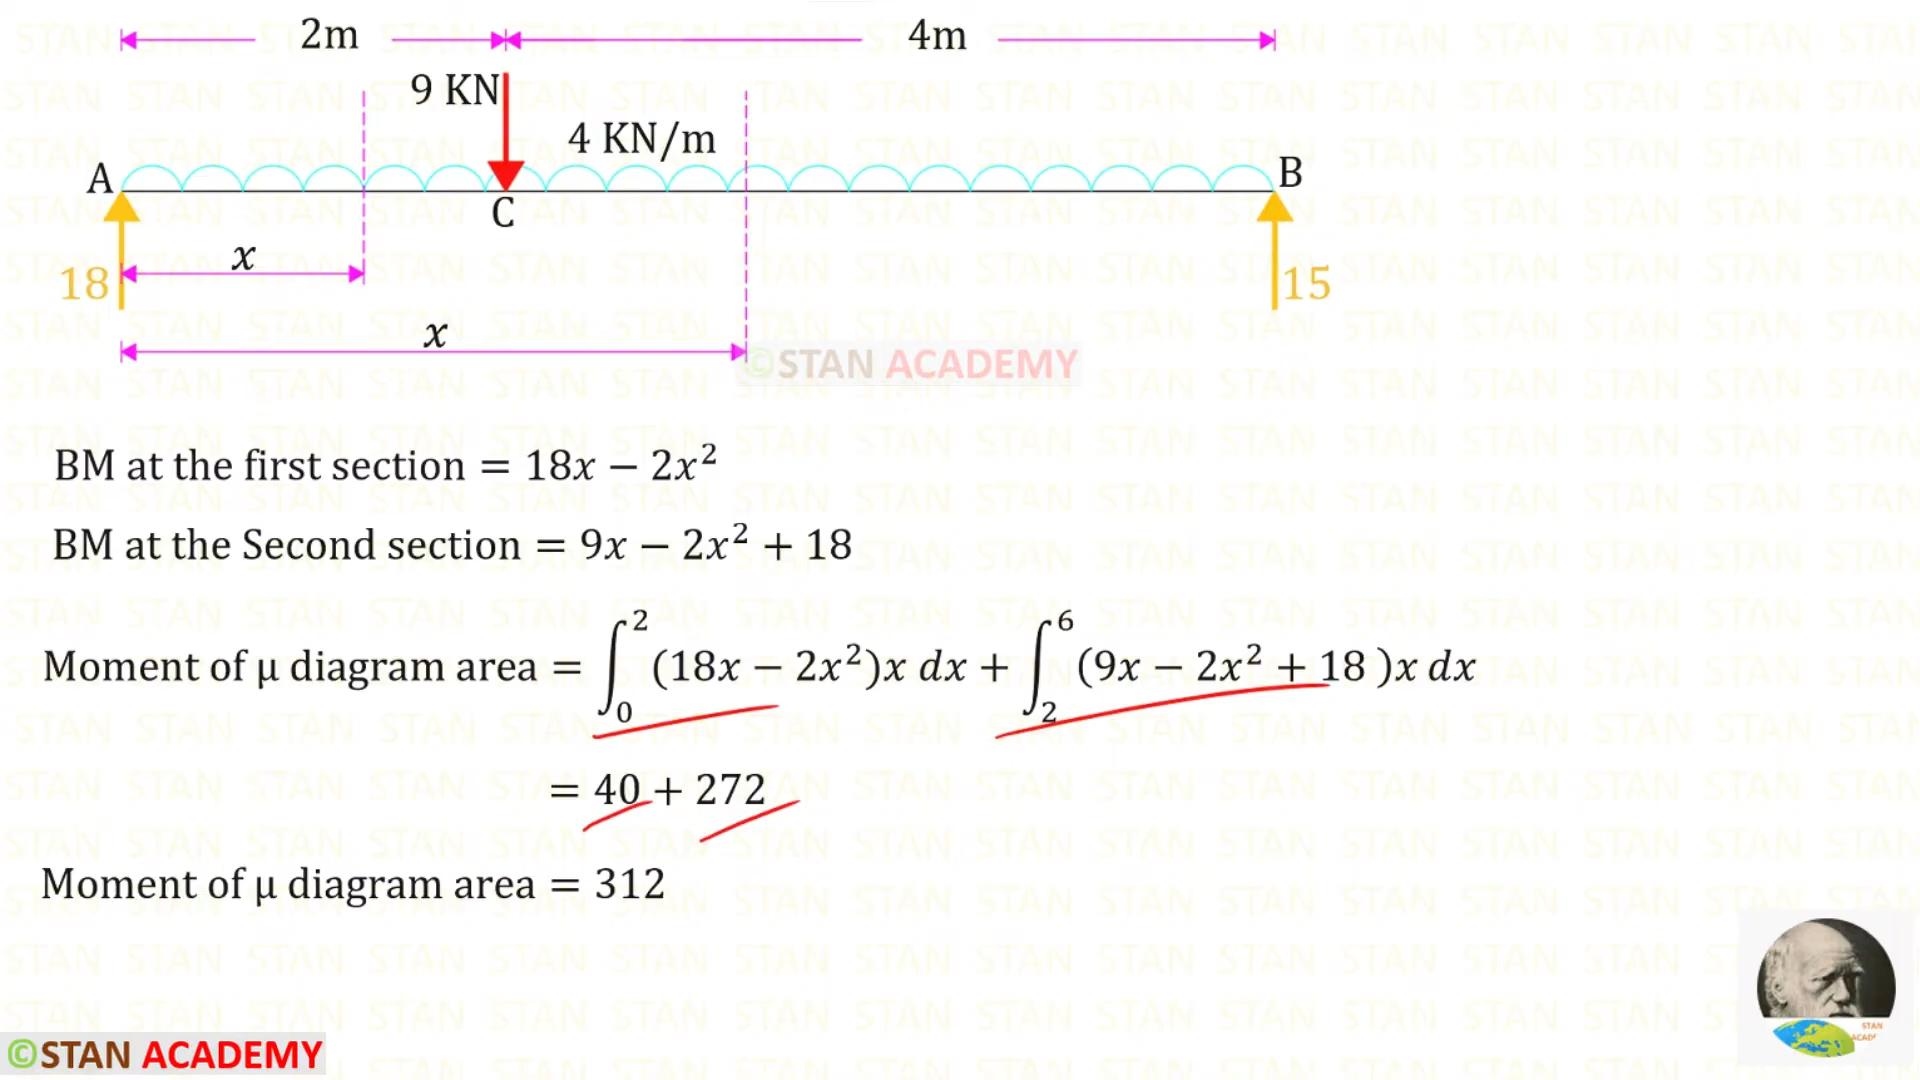 2m 4m
9 KN
4 KN/m
A B
C
x
18 15
x
©STAN ACADEMY
BM at the first section = 18x − 2x²
BM at the Second section = 9x − 2x² + 18
Moment of μ diagram area = ∫₀² (18x − 2x²)x dx + ∫₂⁶ (9x − 2x² + 18 )x dx
= 40 + 272
Moment of μ diagram area = 312
STAN
ACAD
©STAN ACADEMY